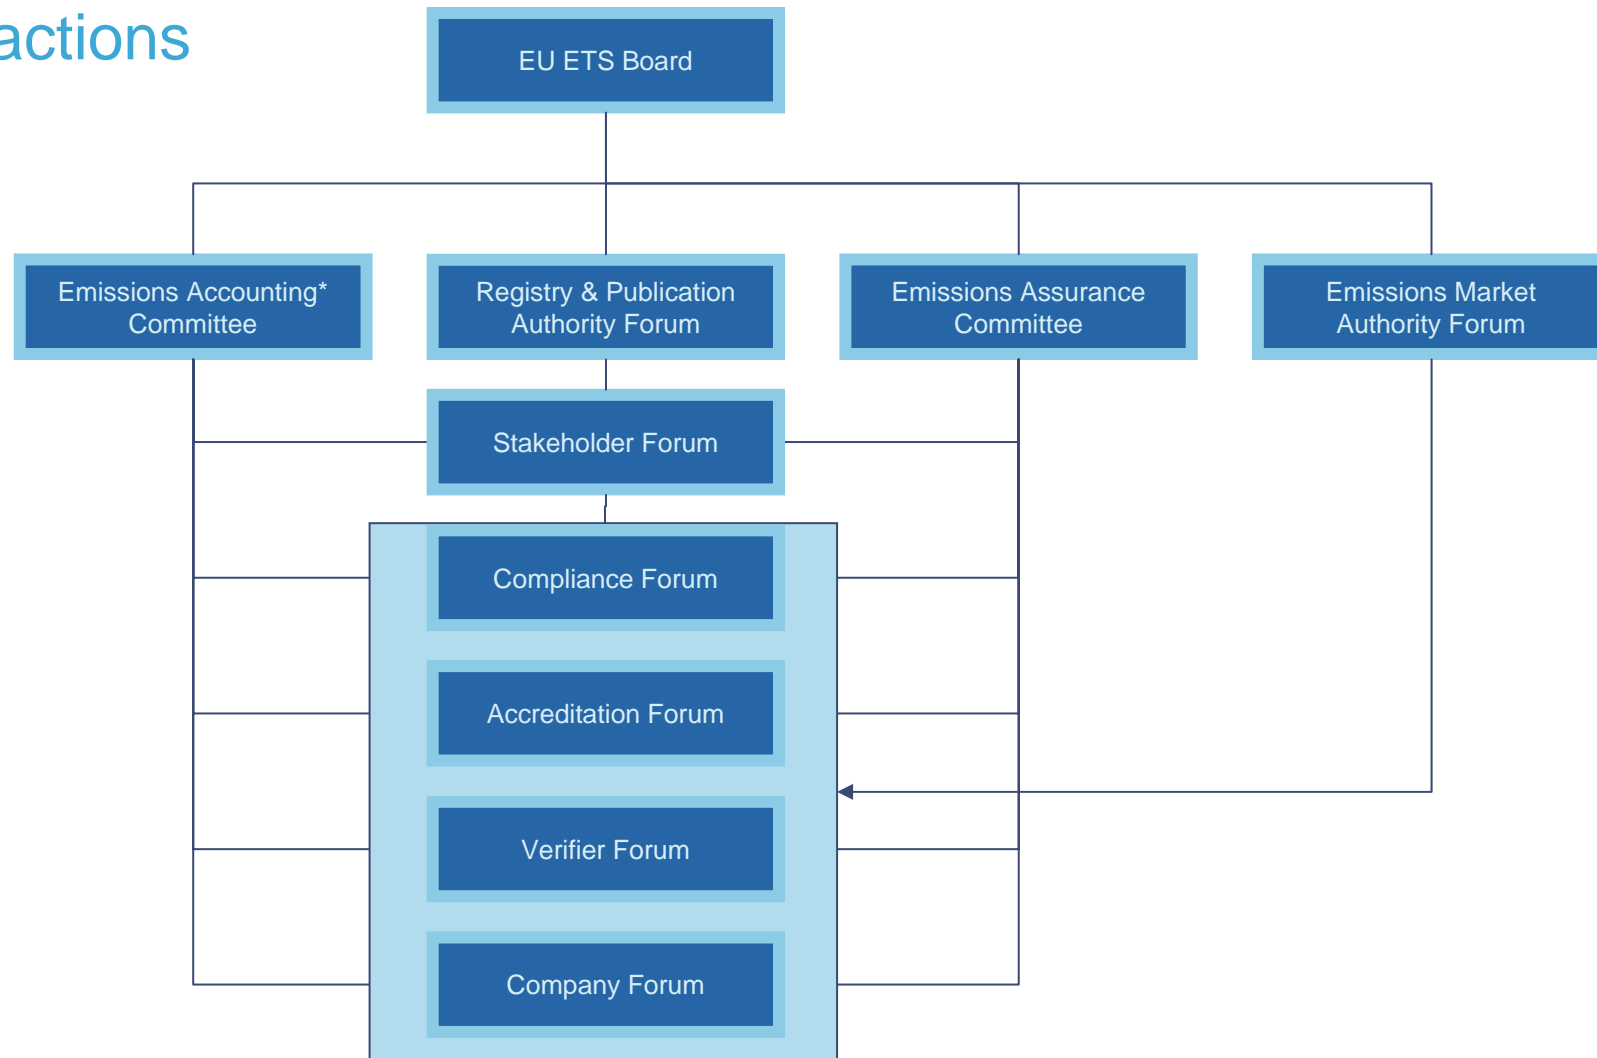 actions
EU ETS Board
Emissions Accounting*
Committee
Registry & Publication
Authority Forum
Emissions Assurance
Committee
Emissions Market
Authority Forum
Stakeholder Forum
Compliance Forum
Accreditation Forum
Verifier Forum
Company Forum